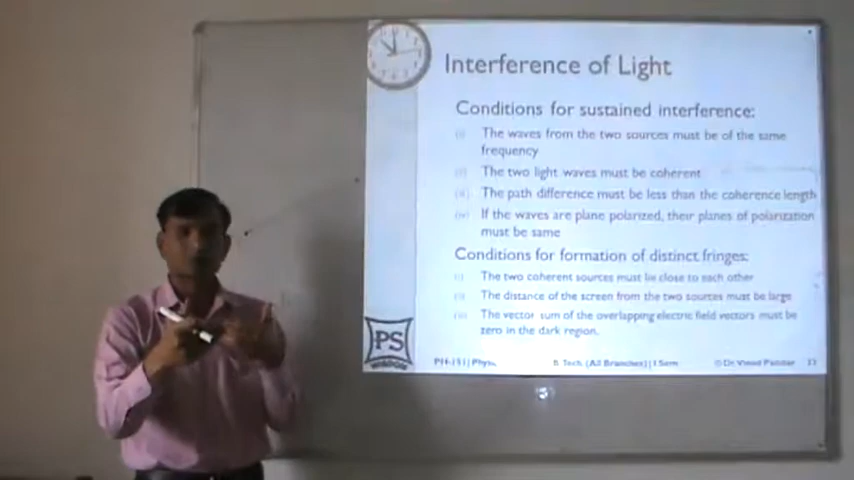 Interference of Light
Conditions for sustained interference:
(i) The waves from the two sources must be of the same
frequency
(ii) The two light waves must be coherent
(iii) The path difference must be less than the coherence length
(iv) If the waves are plane polarized, their planes of polarization
must be same
Conditions for formation of distinct fringes:
(i) The two coherent sources must lie close to each other
(ii) The distance of the screen from the two sources must be large
(iii) The vector sum of the overlapping electric field vectors must be
zero in the dark region.
PS
B. Tech. (All Branches) I Sem